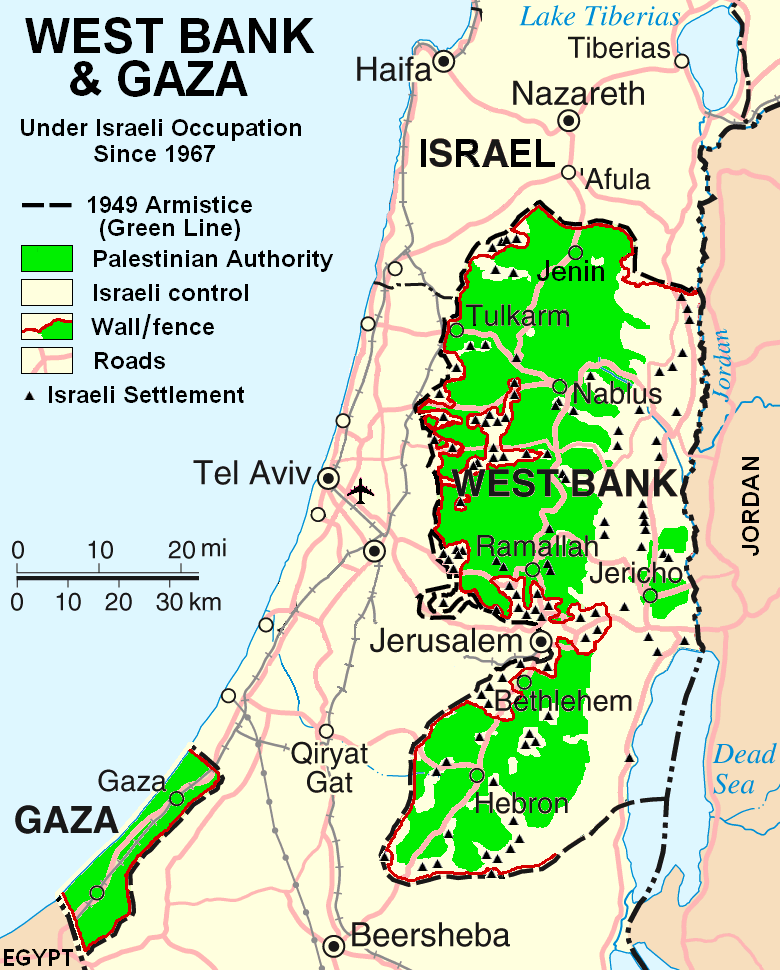 WEST BANK
& GAZA
Under Israeli Occupation
Since 1967
1949 Armistice
(Green Line)
Palestinian Authority
Israeli control
Wall/fence
Roads
Israeli Settlement
Lake Tiberias
Tiberias
Haifa
Nazareth
ISRAEL
'Afula
Jenin
Tulkarm
Jordan
Nablus
Tel Aviv
WEST BANK
JORDAN
0 10 20 mi
0 10 20 30 km
Ramallah
Jericho
Jerusalem
Bethlehem
Qiryat
Gat
Dead
Sea
Gaza
GAZA
Hebron
Beersheba
EGYPT